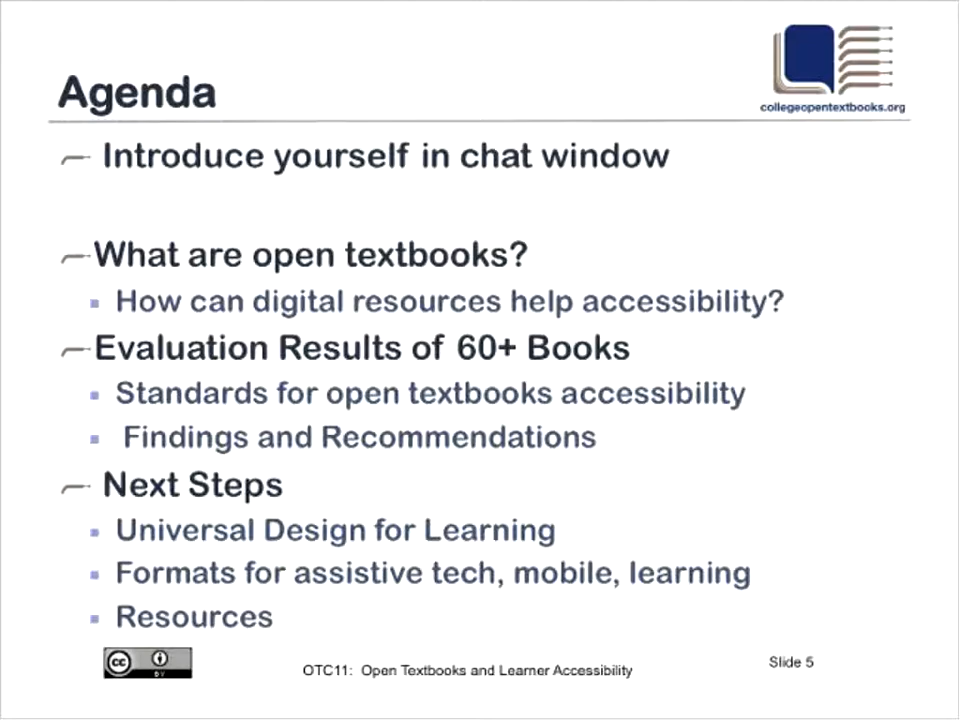 collegeopentextbooks.org
Agenda
Introduce yourself in chat window
What are open textbooks?
How can digital resources help accessibility?
Evaluation Results of 60+ Books
Standards for open textbooks accessibility
Findings and Recommendations
Next Steps
Universal Design for Learning
Formats for assistive tech, mobile, learning
Resources
cc BY
OTC11: Open Textbooks and Learner Accessibility
Slide 5